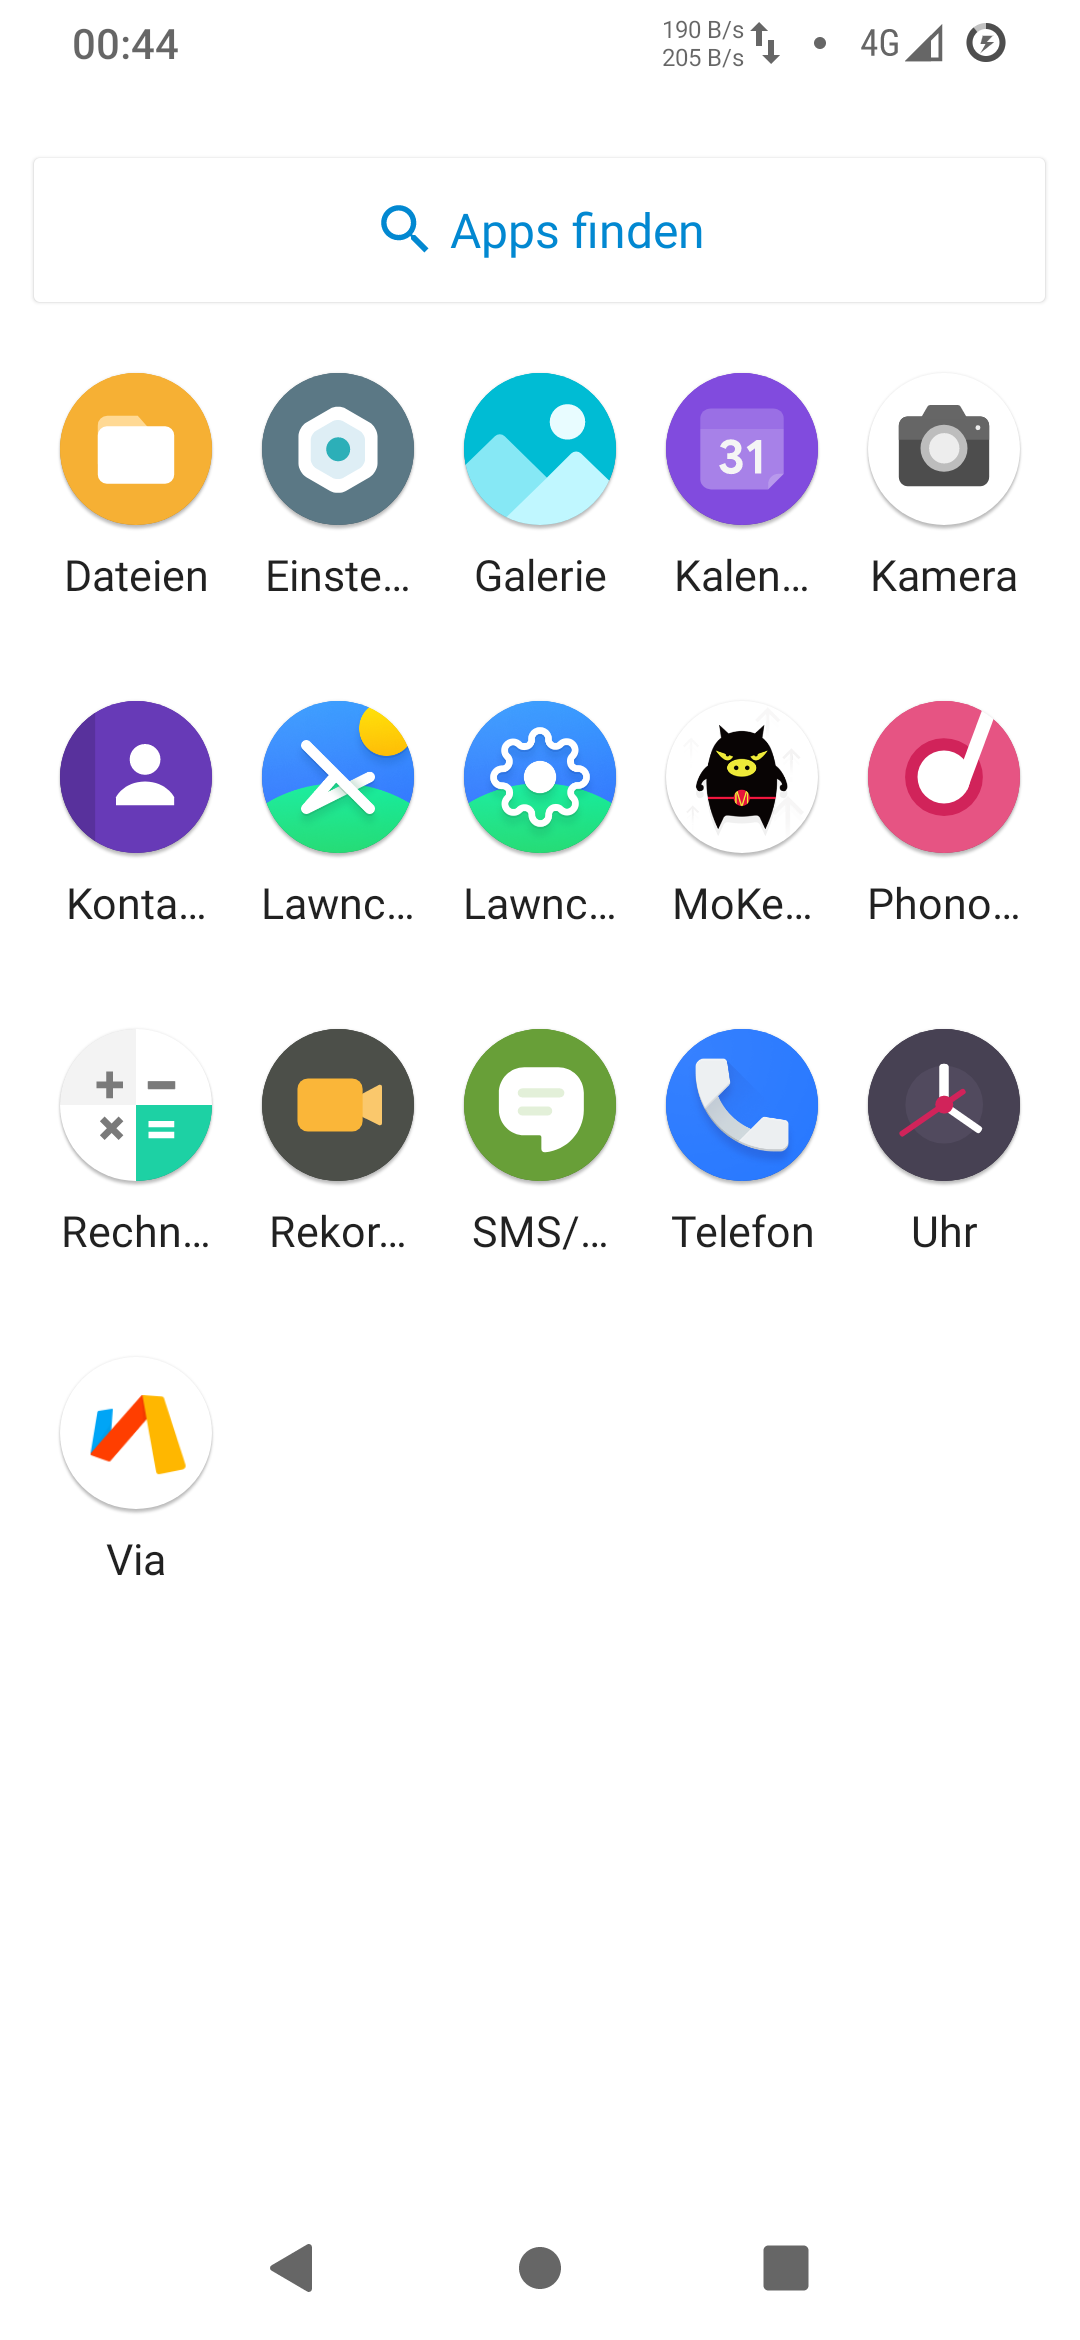 00:44
190 B/s
205 B/s
4G
Apps finden
31
Dateien
Einste...
Galerie
Kalen...
Kamera
Konta...
Lawnc...
Lawnc...
MoKe...
Phono...
Rechn...
Rekor...
SMS/...
Telefon
Uhr
Via